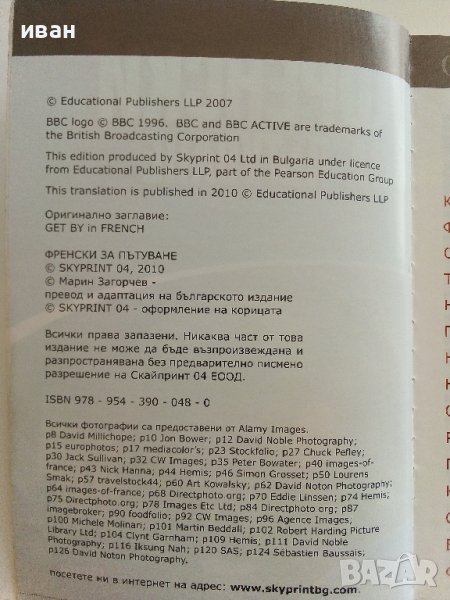 иван
© Educational Publishers LLP 2007
BBC logo © BBC 1996. BBC and BBC ACTIVE are trademarks of
the British Broadcasting Corporation
This edition produced by Skyprint 04 Ltd in Bulgaria under licence
from Educational Publishers LLP, part of the Pearson Education Group
This translation is published in 2010 © Educational Publishers LLP
Оригинално заглавие:
GET BY in FRENCH
ФРЕНСКИ ЗА ПЪТУВАНЕ
© SKYPRINT 04, 2010
© Марин Загорчев -
превод и адаптация на българското издание
© SKYPRINT 04 - оформление на корицата
Всички права запазени. Никаква част от това
издание не може да бъде възпроизвеждана и
разпространявана без предварително писмено
разрешение на Скайпринт 04 ЕООД.
ISBN 978 - 954 - 390 - 048 - 0
Всички фотографии са предоставени от Alamy Images.
p8 David Millichope; p10 Jon Bower; p12 David Noble Photography;
p15 europhotos; p17 mediacolor's; p23 Stockfolio; p27 Chuck Pefley;
p30 Jack Sullivan; p32 CW Images; p35 Peter Bowater; p40 images-of-
france; p43 Nick Hanna; p44 Hemis; p46 Simon Grosset; p50 Lourens
Smak; p57 travelstock44; p60 Art Kowalsky; p62 David Noton Photography;
p64 images-of-france; p68 Directphoto.org; p70 Eddie Linssen; p74 Hemis;
p75 Directphoto.org; p78 Images Etc Ltd; p84 Directphoto.org; p87
imagebroker; p90 foodfolio; p92 CW Images; p96 Agence Images;
p100 Michele Molinari; p101 Martin Beddall; p102 Robert Harding Picture
Library Ltd; p104 Clynt Garnham; p109 Hemis; p111 David Noble
Photography; p116 Iksung Nah; p120 SAS; p124 Sébastien Baussais;
p126 David Noton Photography.
посетете ни в интернет на адрес: www.skyprintbg.com
bazar